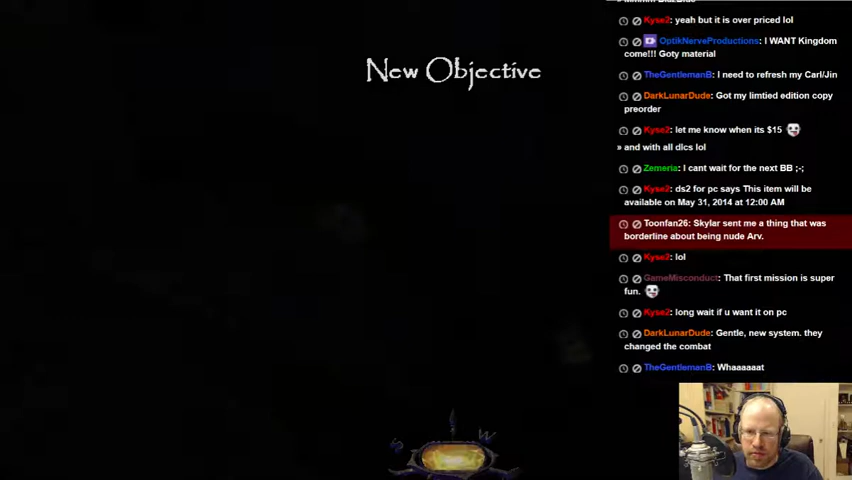 Kyse2: yeah but it is over priced lol
OptikNerveProductions: I WANT Kingdom
come!!! Goty material
TheGentlemanB: I need to refresh my Carl/Jin
DarkLunarDude: Got my limtied edition copy
preorder
Kyse2: let me know when its $15
» and with all dlcs lol
Zemeria: I cant wait for the next BB ;-;
Kyse2: ds2 for pc says This item will be
available on May 31, 2014 at 12:00 AM
Toonfan26: Skylar sent me a thing that was
borderline about being nude Arv.
Kyse2: lol
GameMisconduct: That first mission is super
fun.
Kyse2: long wait if u want it on pc
DarkLunarDude: Gentle, new system. they
changed the combat
TheGentlemanB: Whaaaaaat
New Objective
S W